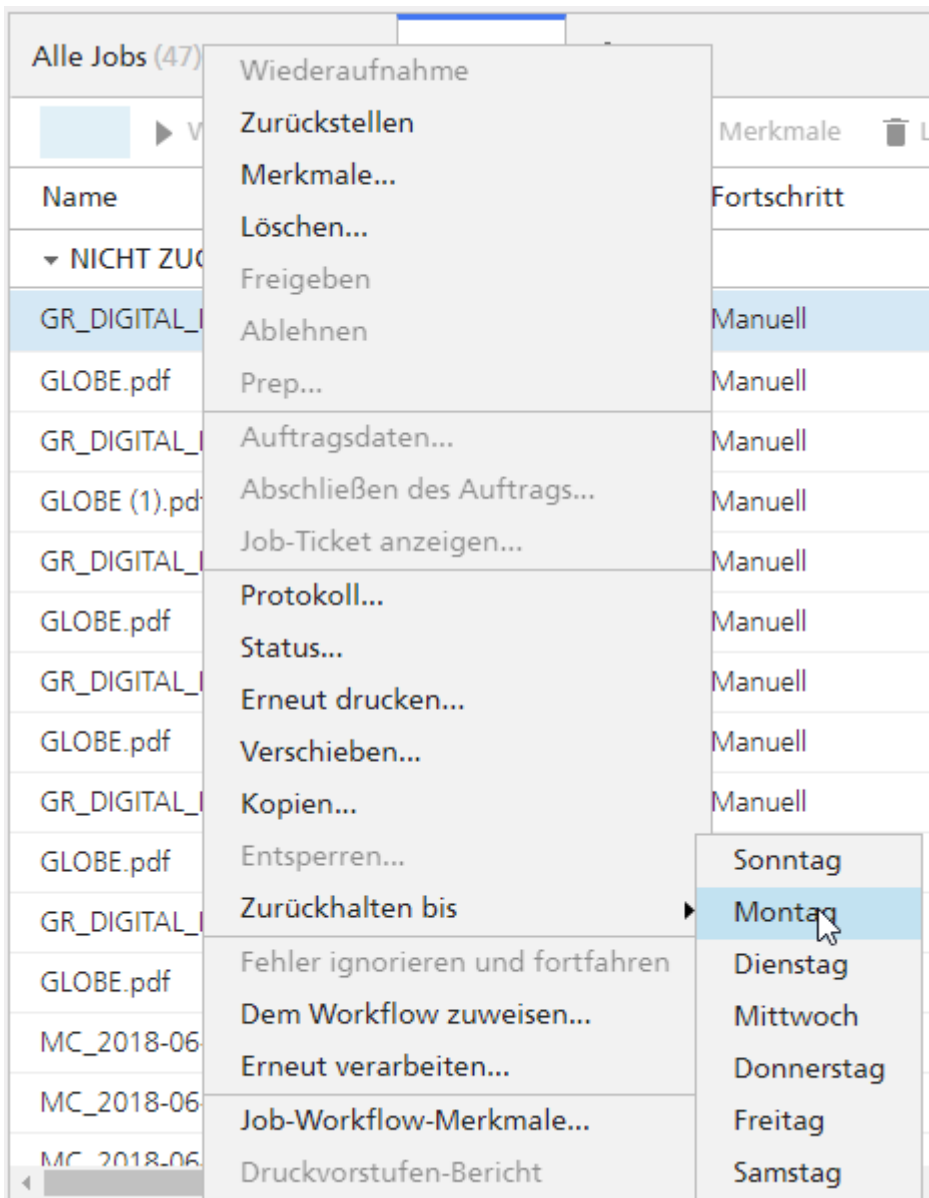 Alle Jobs (47)
Merkmale
Name
Fortschritt
NICHT
GR_DIGITAL_
Manuell
GLOBE.pdf
Manuell
GR_DIGITAL_
Manuell
GLOBE (1).pdf
Manuell
GR_DIGITAL_
Manuell
GLOBE.pdf
Manuell
GR_DIGITAL_
Manuell
GLOBE.pdf
Manuell
GR_DIGITAL_
Manuell
GLOBE.pdf
GR_DIGITAL_
GLOBE.pdf
MC_2018-06
MC_2018-06
MC_2018-06
Wiederaufnahme
Zurückstellen
Merkmale...
Löschen...
Freigeben
Ablehnen
Prep...
Auftragsdaten...
Abschließen des Auftrags...
Job-Ticket anzeigen...
Protokoll...
Status...
Erneut drucken...
Verschieben...
Kopien...
Entsperren...
Zurückhalten bis
Fehler ignorieren und fortfahren
Dem Workflow zuweisen...
Erneut verarbeiten...
Job-Workflow-Merkmale...
Druckvorstufen-Bericht
Sonntag
Montag
Dienstag
Mittwoch
Donnerstag
Freitag
Samstag